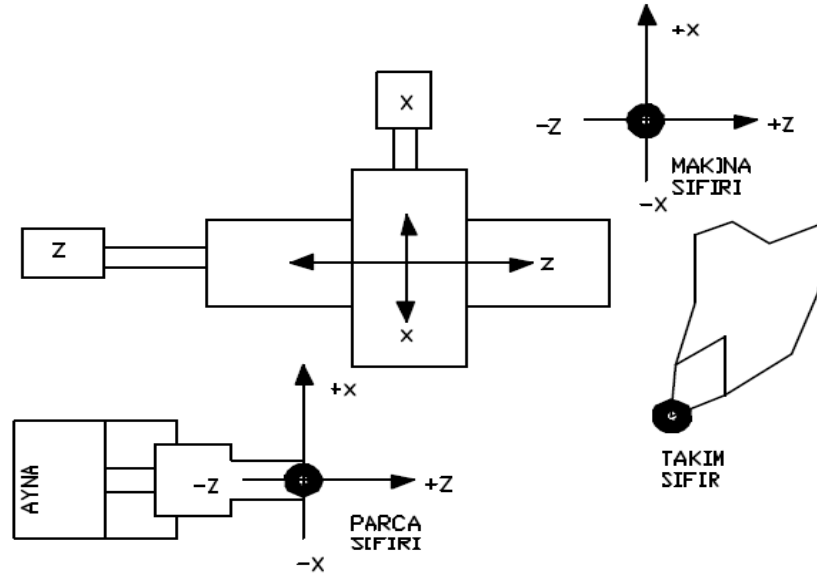 +X
X
-Z
+Z
MAKINA
SIFIRI
-X
Z
Z
X
+X
AYNA
-Z
+Z
PARCA
SIFIRI
-X
TAKIM
SIFIR